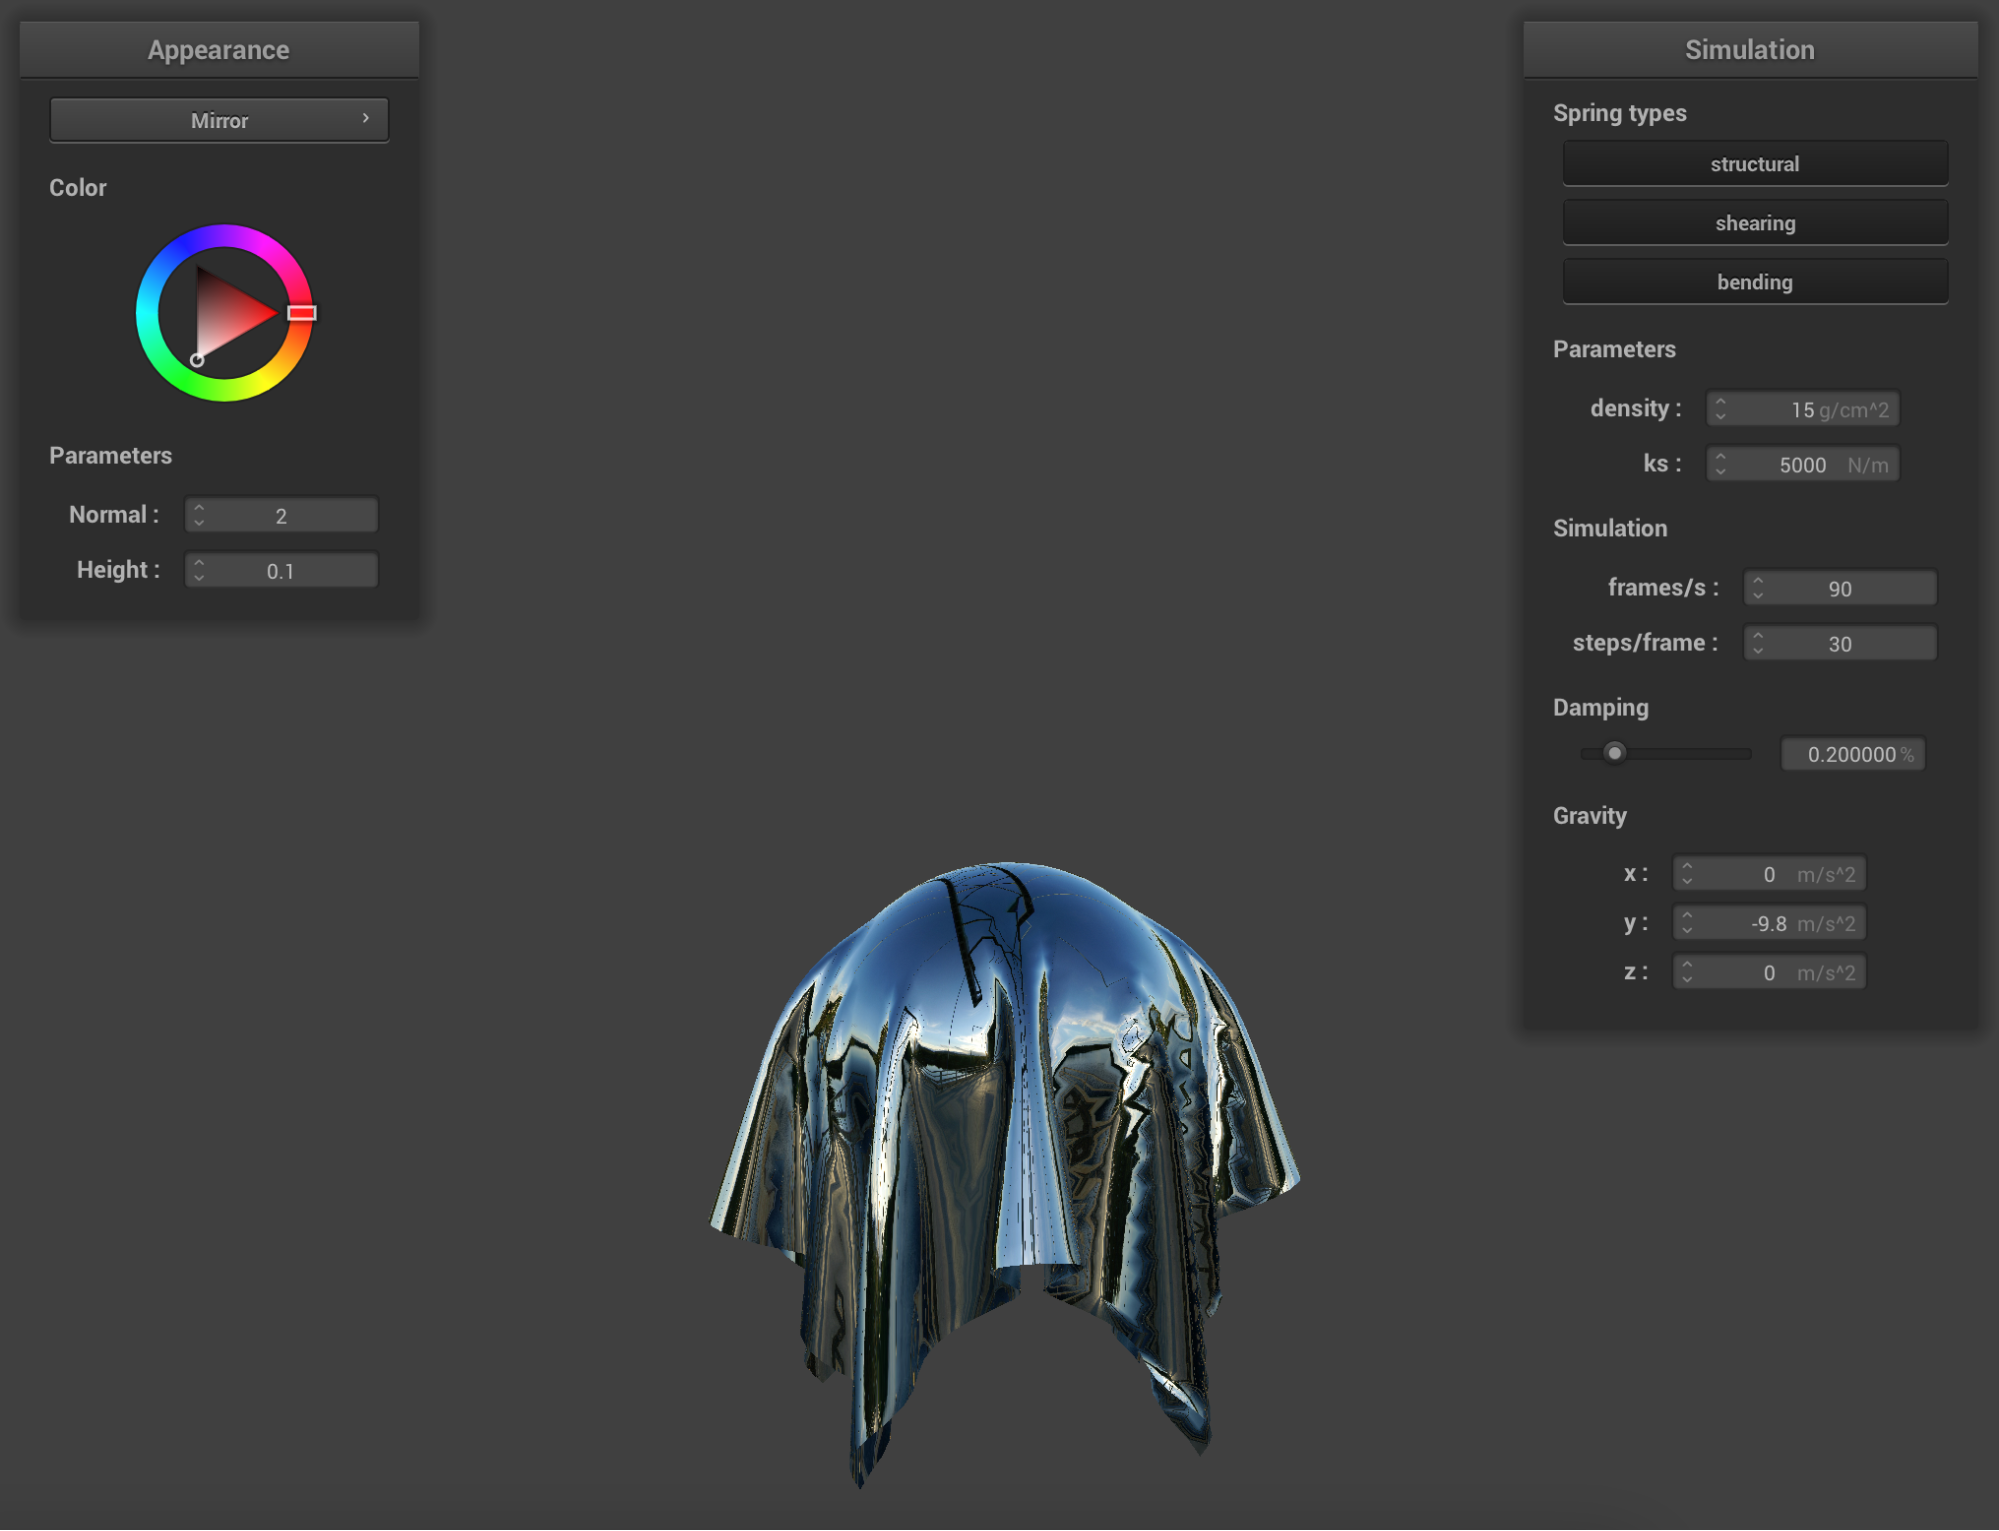 Appearance
Mirror
Color
Parameters
Normal : 2
Height : 0.1
Simulation
Spring types
structural
shearing
bending
Parameters
density : 15 g/cm^2
ks : 5000 N/m
Simulation
frames/s : 90
steps/frame : 30
Damping
0.200000 %
Gravity
x : 0 m/s^2
y : -9.8 m/s^2
z : 0 m/s^2